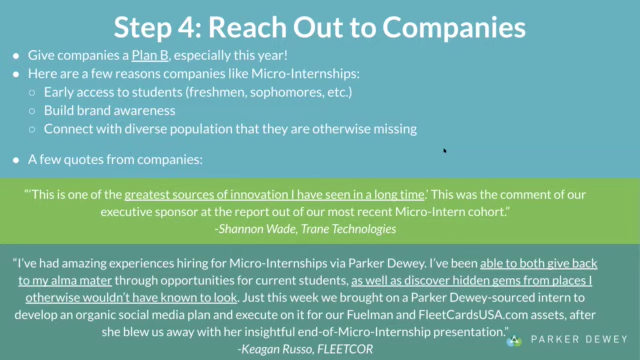 Step 4: Reach Out to Companies
● Give companies a Plan B, especially this year!
● Here are a few reasons companies like Micro-Internships:
○ Early access to students (freshmen, sophomores, etc.)
○ Build brand awareness
○ Connect with diverse population that they are otherwise missing
● A few quotes from companies:
"'This is one of the greatest sources of innovation I have seen in a long time.' This was the comment of our
executive sponsor at the report out of our most recent Micro-Intern cohort."
-Shannon Wade, Trane Technologies
"I've had amazing experiences hiring for Micro-Internships via Parker Dewey. I've been able to both give back
to my alma mater through opportunities for current students, as well as discover hidden gems from places I
otherwise wouldn't have known to look. Just this week we brought on a Parker Dewey-sourced intern to
develop an organic social media plan and execute on it for our Fuelman and FleetCardsUSA.com assets, after
she blew us away with her insightful end-of-Micro-Internship presentation."
-Keagan Russo, FLEETCOR
PARKER DEWEY